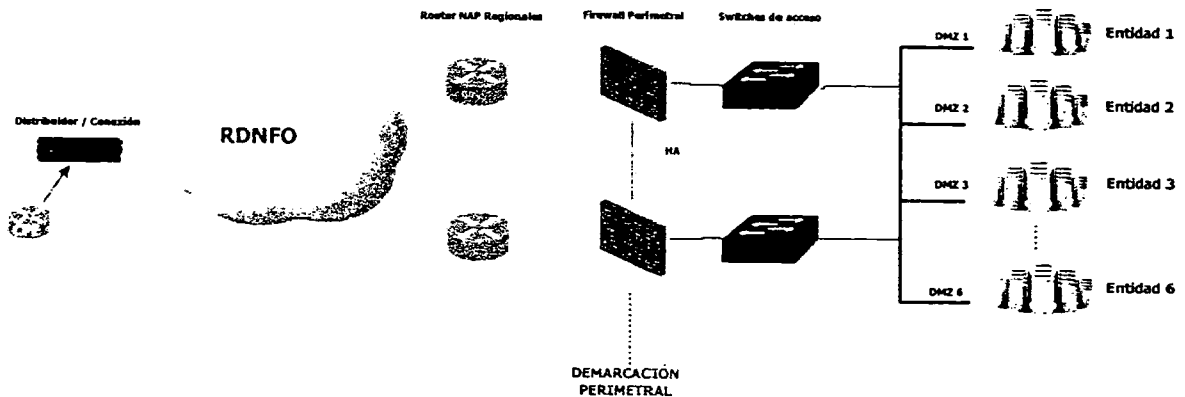 Router NAP Regionales
Firewall Perimetral
Switches de acceso
DMZ 1
Entidad 1
DMZ 2
Entidad 2
Distribuidor / Conexión
RDNFO
HA
DMZ 3
Entidad 3
DMZ 6
Entidad 6
DEMARCACIÓN
PERIMETRAL